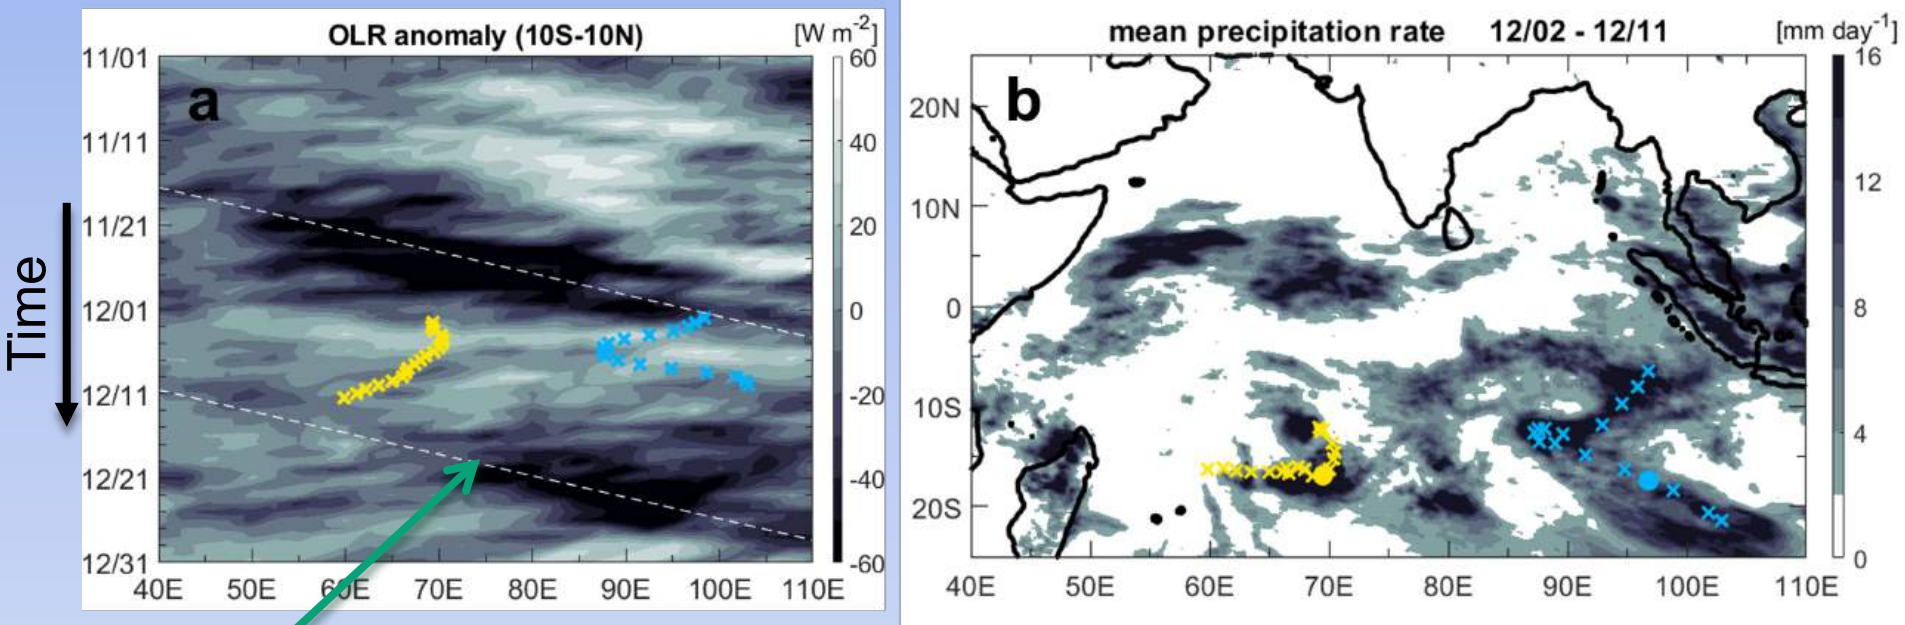 Time
OLR anomaly (10S-10N)
[W m-2]
a
11/01
11/11
11/21
12/01
12/11
12/21
12/31
40E 50E 60E 70E 80E 90E 100E 110E
60
40
20
0
-20
-40
-60
mean precipitation rate 12/02 - 12/11
[mm day-1]
b
20N
10N
0
10S
20S
40E 50E 60E 70E 80E 90E 100E 110E
16
12
8
4
0